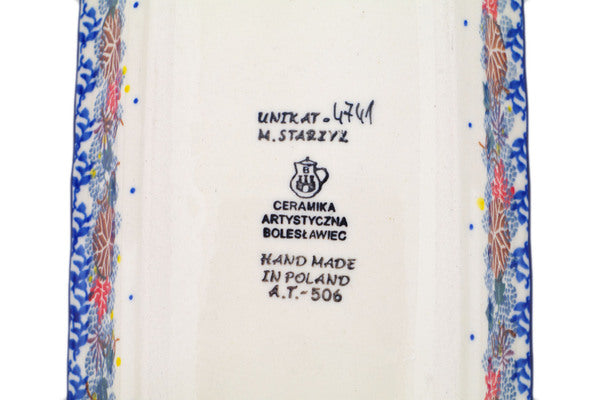 UNIKAT-4741
M.STARZYK
CERAMIKA
ARTYSTYCZNA
BOLESŁAWIEC
HAND MADE
IN POLAND
A.T.-506